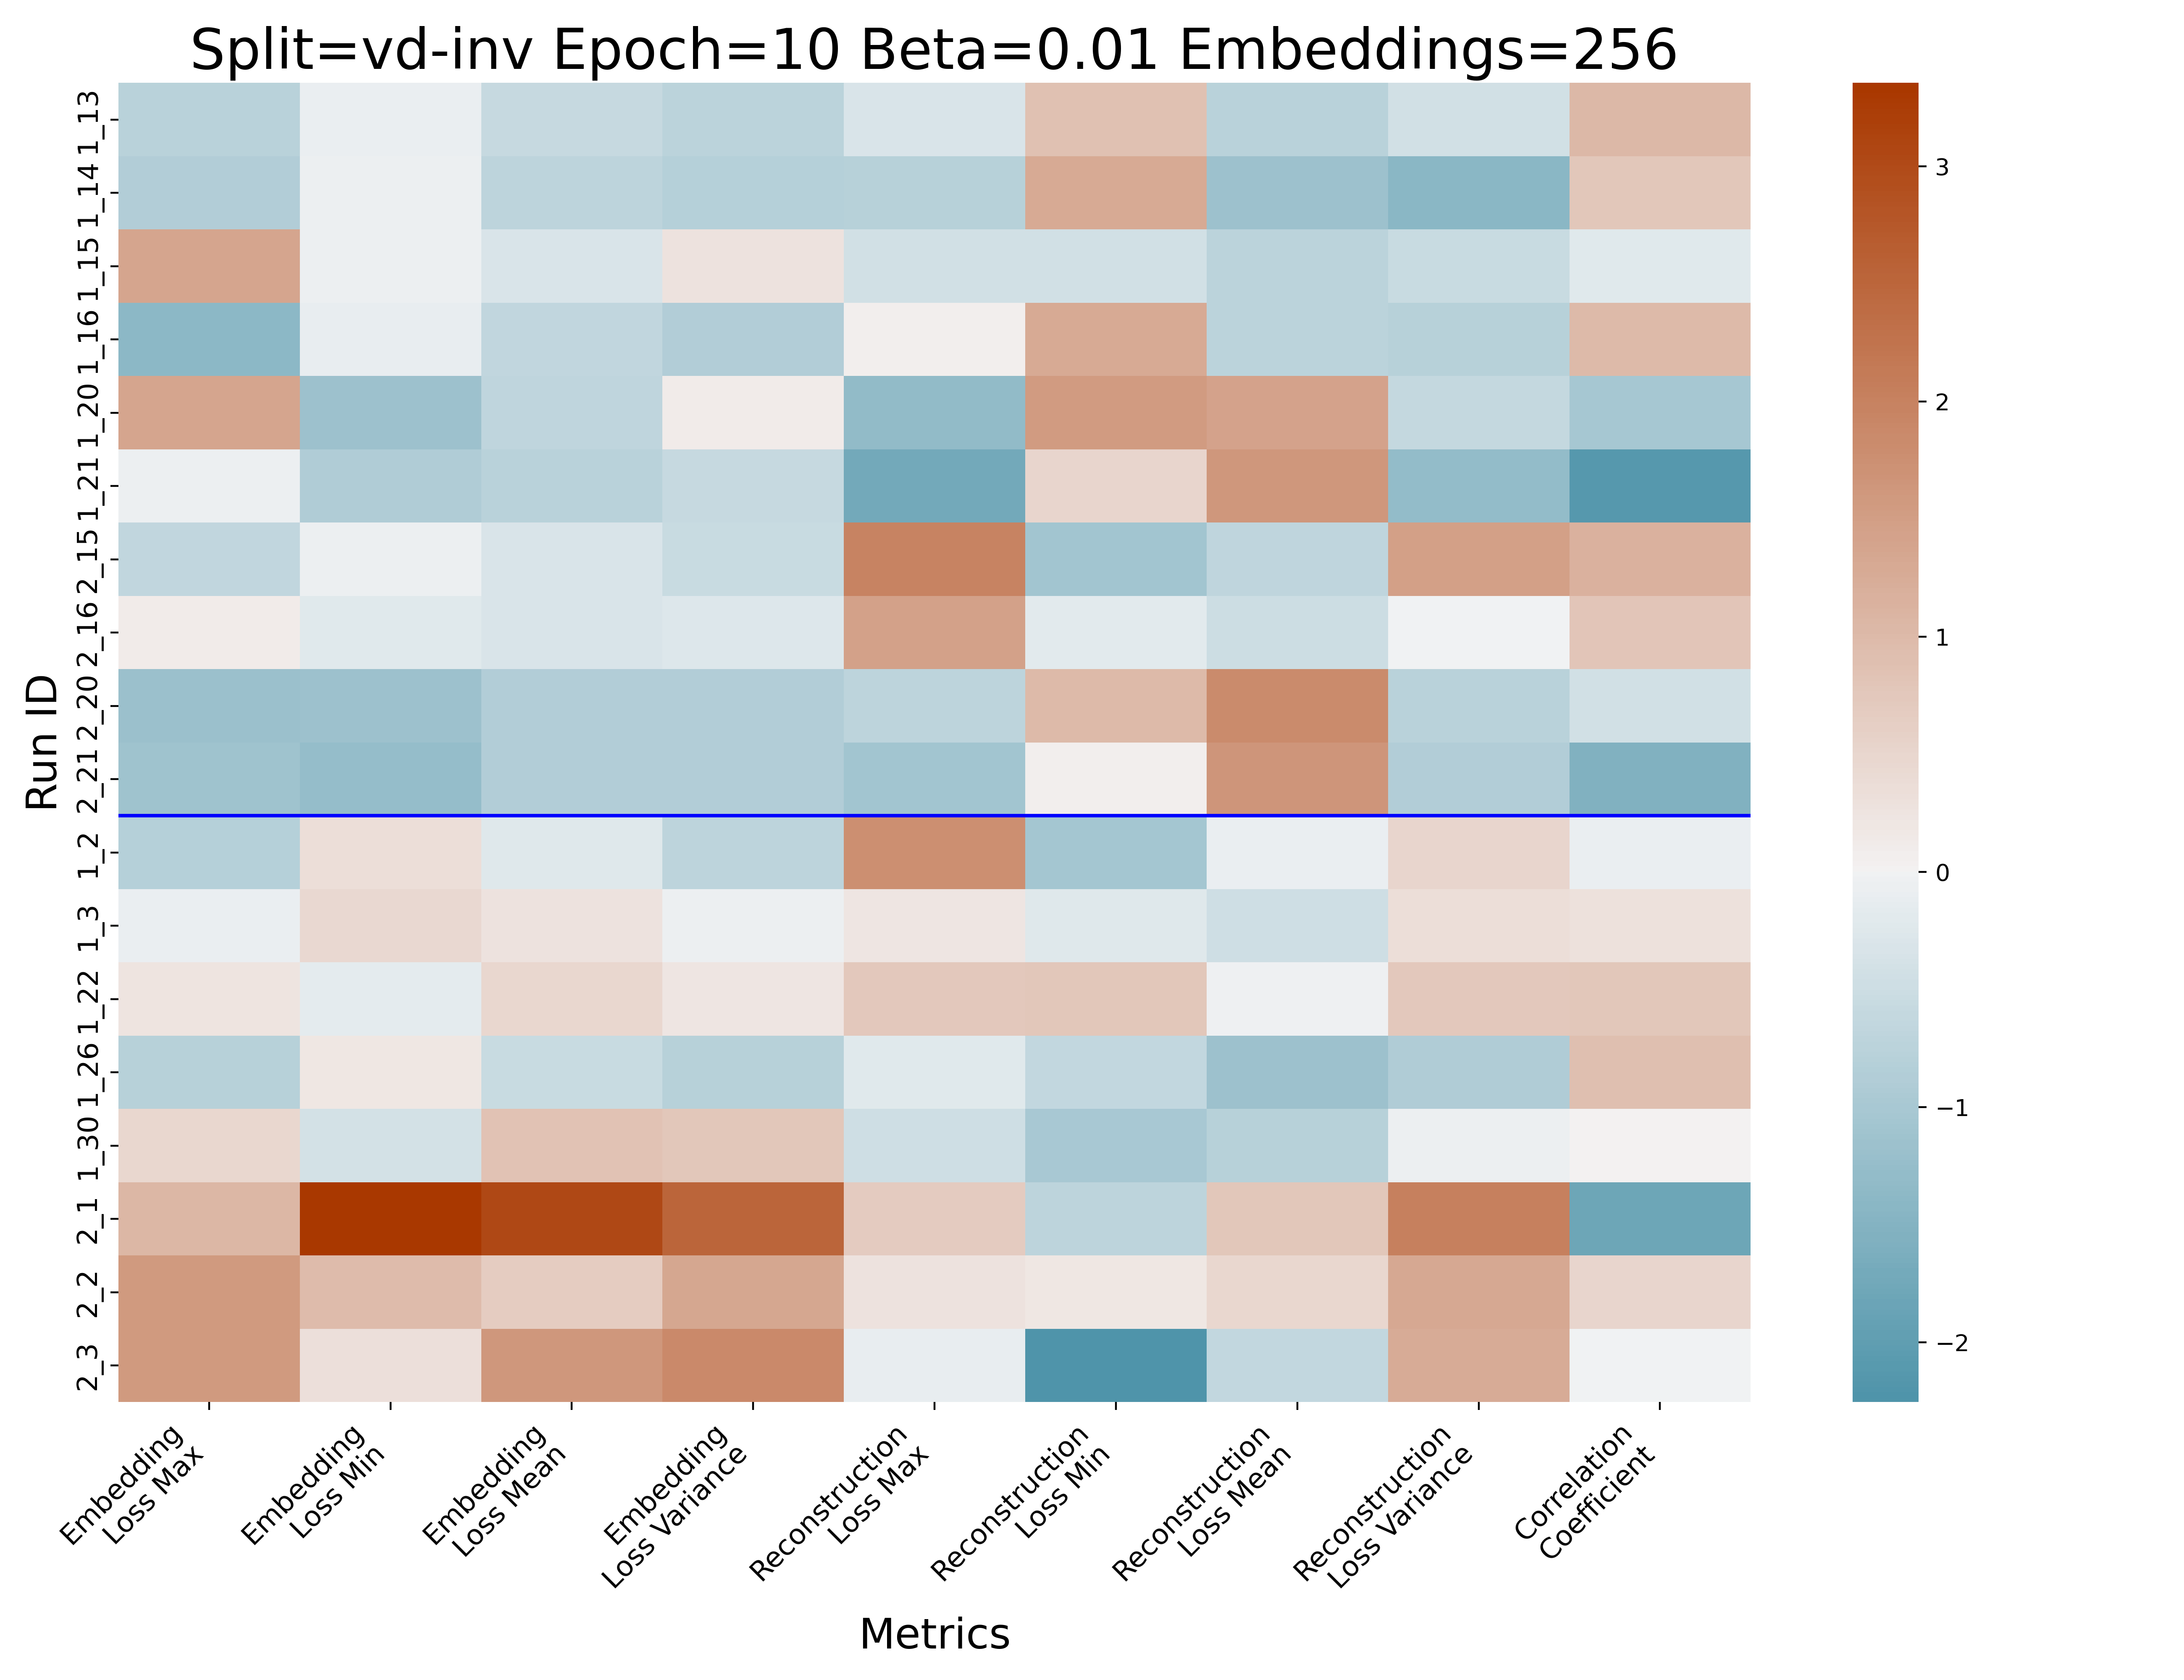 Split=vd-inv Epoch=10 Beta=0.01 Embeddings=256
Run ID
1_13
1_14
1_15
1_16
1_20
1_21
2_15
2_16
2_20
2_21
1_2
1_3
1_22
1_26
1_30
2_1
2_2
2_3
3
2
1
0
−1
−2
Embedding
Loss Max
Embedding
Loss Min
Embedding
Loss Mean
Embedding
Loss Variance
Reconstruction
Loss Max
Reconstruction
Loss Min
Reconstruction
Loss Mean
Reconstruction
Loss Variance
Correlation
Coefficient
Metrics